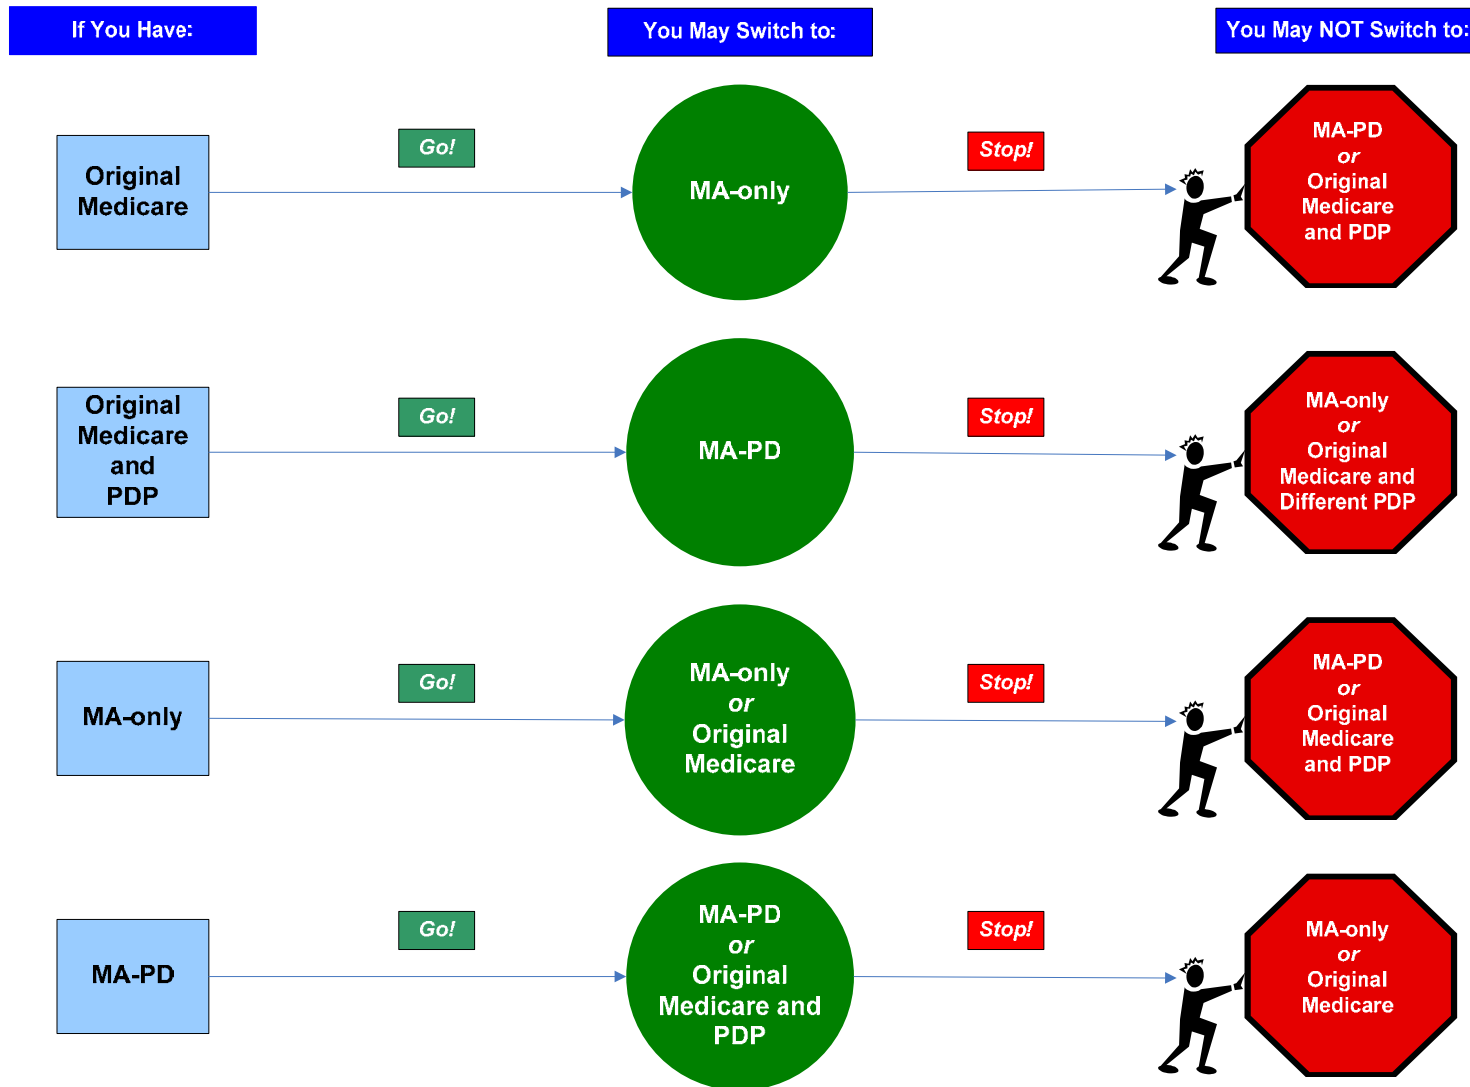 If You Have:
You May Switch to:
You May NOT Switch to:
Original
Medicare
Go!
MA-only
Stop!
MA-PD
or
Original
Medicare
and PDP
Original
Medicare
and
PDP
Go!
MA-PD
Stop!
MA-only
or
Original
Medicare and
Different PDP
MA-only
Go!
MA-only
or
Original
Medicare
Stop!
MA-PD
or
Original
Medicare
and PDP
MA-PD
Go!
MA-PD
or
Original
Medicare and
PDP
Stop!
MA-only
or
Original
Medicare